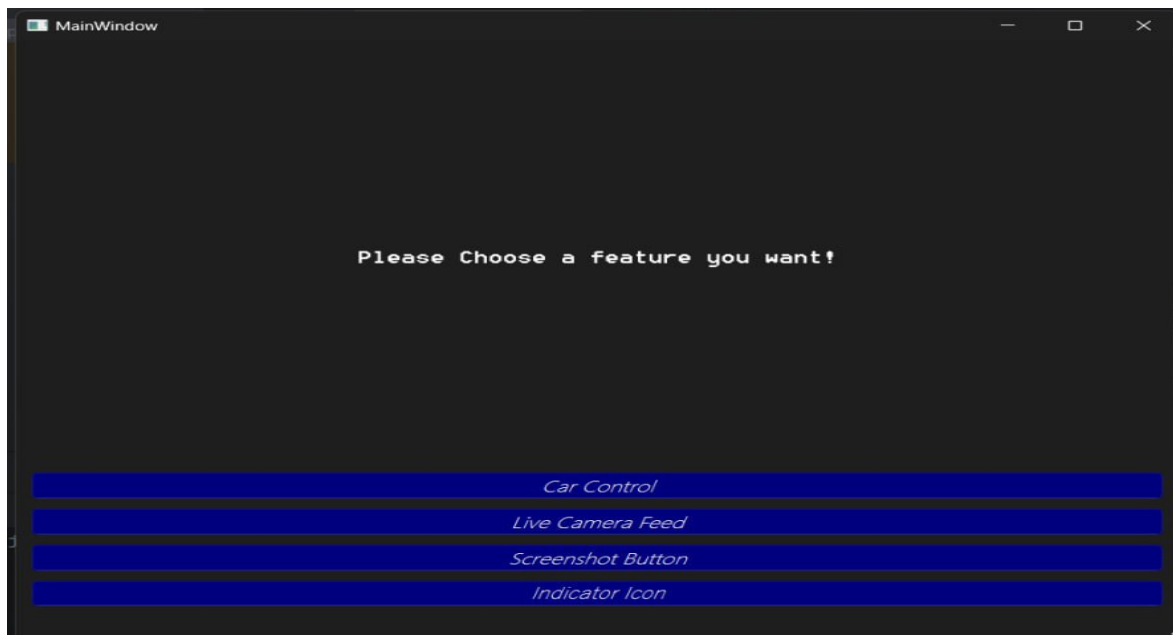 MainWindow
Please Choose a feature you want!
Car Control
Live Camera Feed
Screenshot Button
Indicator Icon